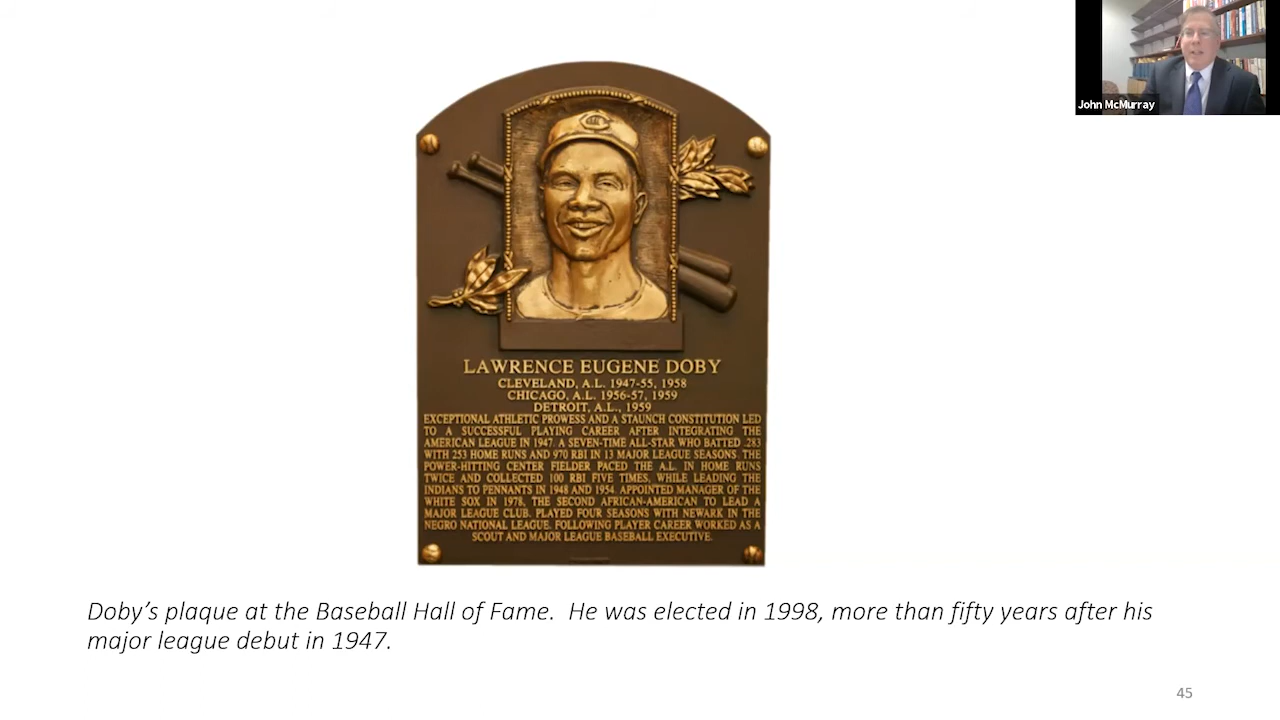 John McMurray
LAWRENCE EUGENE DOBY
CLEVELAND, A.L. 1947-55, 1958
CHICAGO, A.L. 1956-57, 1959
DETROIT, A.L., 1959
EXCEPTIONAL ATHLETIC PROWESS AND A STAUNCH CONSTITUTION LED
TO A SUCCESSFUL PLAYING CAREER AFTER INTEGRATING THE
AMERICAN LEAGUE IN 1947. A SEVEN-TIME ALL-STAR WHO BATTED .283
WITH 253 HOME RUNS AND 970 RBI IN 13 MAJOR LEAGUE SEASONS. THE
POWER-HITTING CENTER FIELDER PACED THE A.L. IN HOME RUNS
TWICE AND COLLECTED 100 RBI FIVE TIMES, WHILE LEADING THE
INDIANS TO PENNANTS IN 1948 AND 1954. APPOINTED MANAGER OF THE
WHITE SOX IN 1978, THE SECOND AFRICAN-AMERICAN TO LEAD A
MAJOR LEAGUE CLUB. PLAYED FOUR SEASONS WITH NEWARK IN THE
NEGRO NATIONAL LEAGUE. FOLLOWING PLAYER CAREER WORKED AS A
SCOUT AND MAJOR LEAGUE BASEBALL EXECUTIVE.
Doby's plaque at the Baseball Hall of Fame. He was elected in 1998, more than fifty years after his
major league debut in 1947.
45